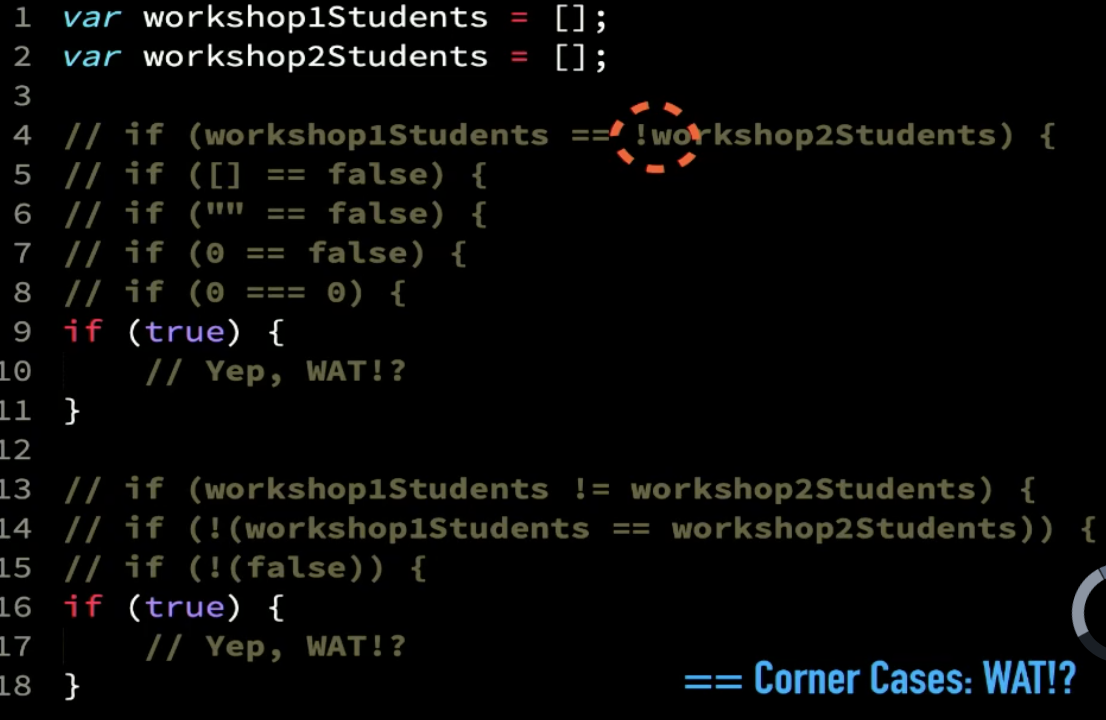 1 var workshop1Students = [];
2 var workshop2Students = [];
3
4 // if (workshop1Students == !workshop2Students) {
5 // if ([] == false) {
6 // if ("" == false) {
7 // if (0 == false) {
8 // if (0 === 0) {
9 if (true) {
10 // Yep, WAT!?
11 }
12
13 // if (workshop1Students != workshop2Students) {
14 // if (!(workshop1Students == workshop2Students)) {
15 // if (!(false)) {
16 if (true) {
17 // Yep, WAT!?
18 }
== Corner Cases: WAT!?